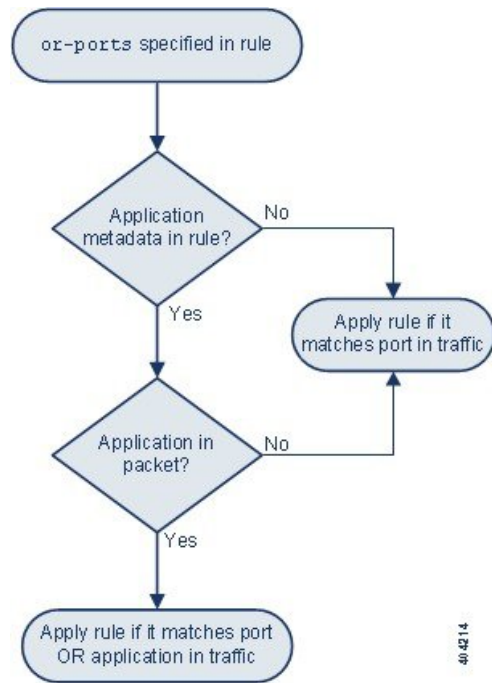 or-ports specified in rule
Application
metadata in rule?
No
Yes
Apply rule if it
matches port in traffic
Application in
packet?
No
Yes
Apply rule if it matches port
OR application in traffic
404214